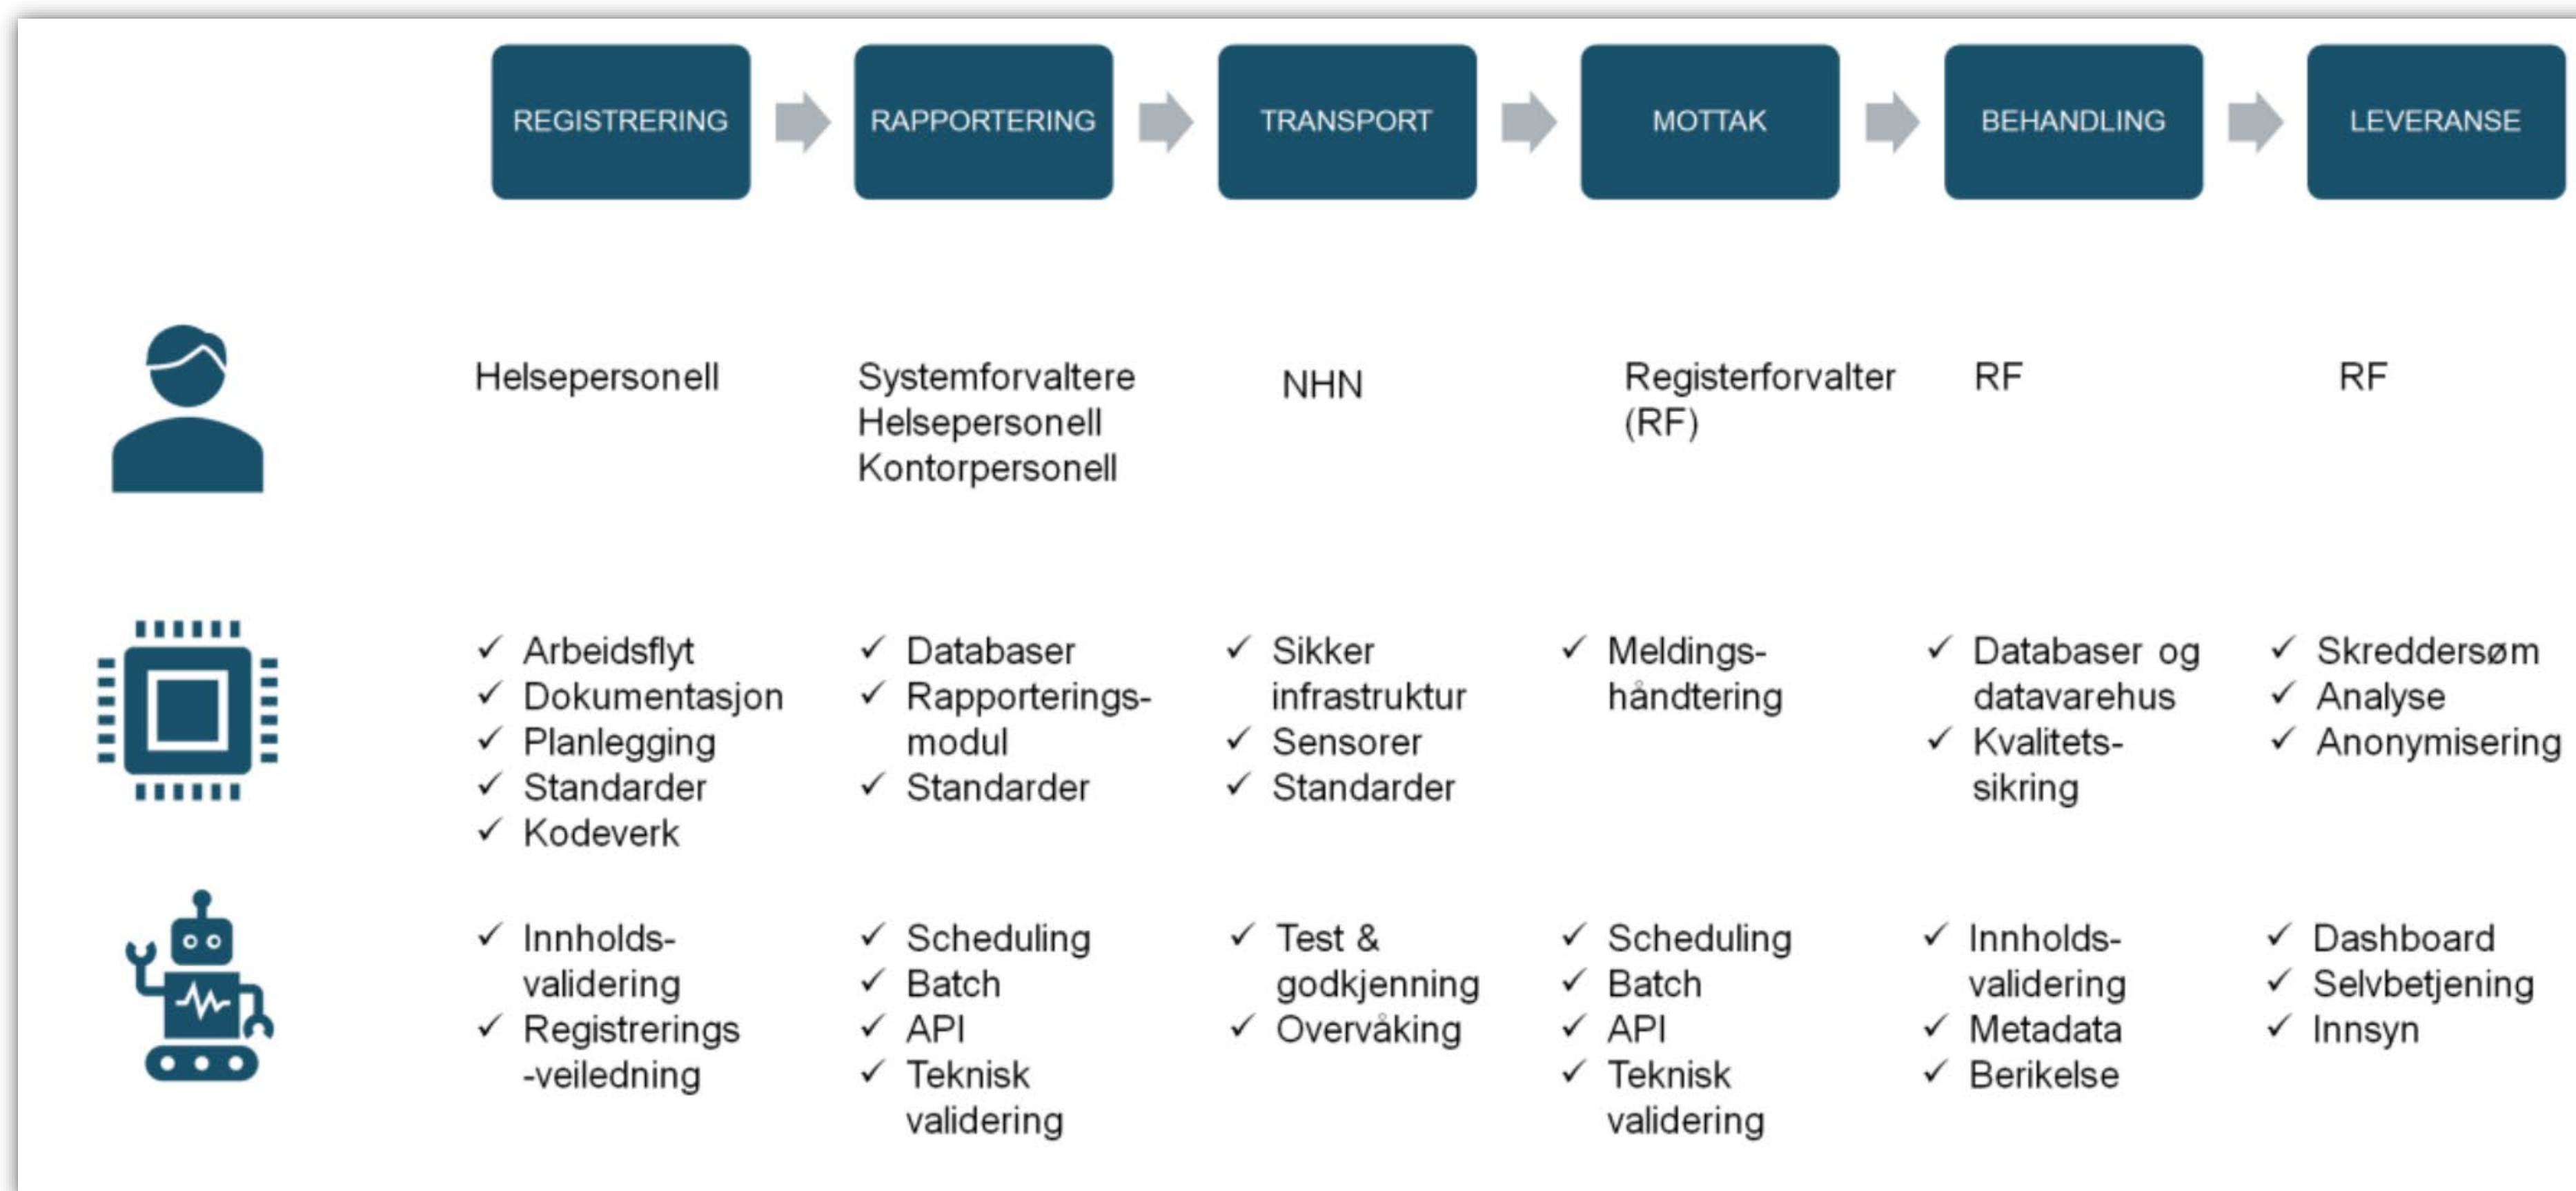 REGISTRERING
RAPPORTERING
TRANSPORT
MOTTAK
BEHANDLING
LEVERANSE
Helsepersonell
Systemforvaltere
Helsepersonell
Kontorpersonell
NHN
Registerforvalter
(RF)
RF
RF
✓ Arbeidsflyt
✓ Dokumentasjon
✓ Planlegging
✓ Standarder
✓ Kodeverk
✓ Databaser
✓ Rapporterings-
modul
✓ Standarder
✓ Sikker
infrastruktur
✓ Sensorer
✓ Standarder
✓ Meldings-
håndtering
✓ Databaser og
datavarehus
✓ Kvalitets-
sikring
✓ Skreddersøm
✓ Analyse
✓ Anonymisering
✓ Innholds-
validering
✓ Registrerings
-veiledning
✓ Scheduling
✓ Batch
✓ API
✓ Teknisk
validering
✓ Test &
godkjenning
✓ Overvåking
✓ Scheduling
✓ Batch
✓ API
✓ Teknisk
validering
✓ Innholds-
validering
✓ Metadata
✓ Berikelse
✓ Dashboard
✓ Selvbetjening
✓ Innsyn